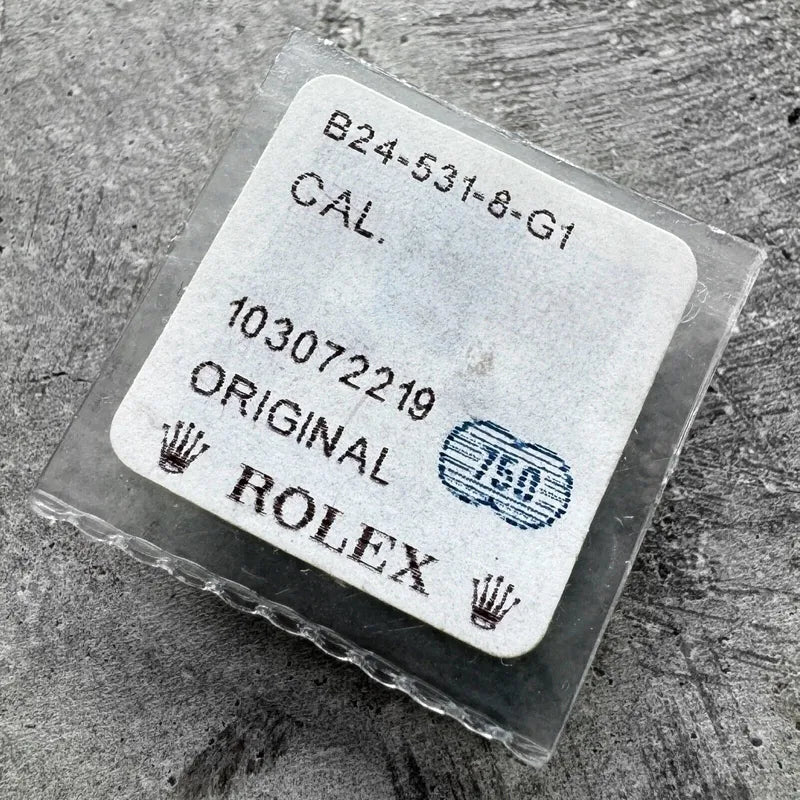 B24-531-8-G1
CAL.
103072219
ORIGINAL
750
ROLEX